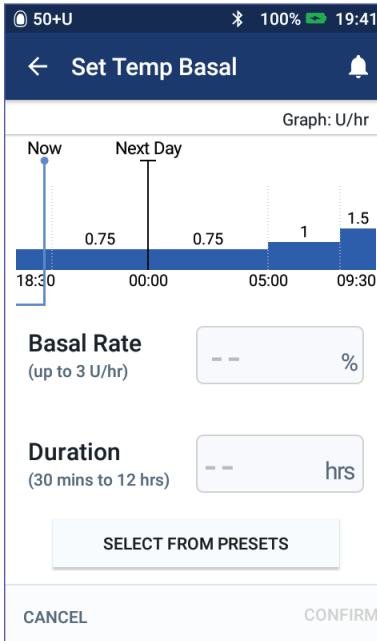 50+U 100% 19:41
Set Temp Basal
Graph: U/hr
Now Next Day
0.75 0.75 1 1.5
18:30 00:00 05:00 09:30
Basal Rate
(up to 3 U/hr)
-- %
Duration
(30 mins to 12 hrs)
-- hrs
SELECT FROM PRESETS
CANCEL CONFIRM